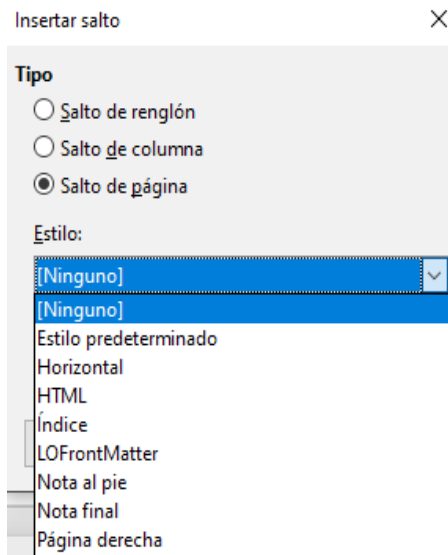 Insertar salto
Tipo
Salto de renglón
Salto de columna
Salto de página
Estilo:
[Ninguno]
[Ninguno]
Estilo predeterminado
Horizontal
HTML
Índice
LOFrontMatter
Nota al pie
Nota final
Página derecha